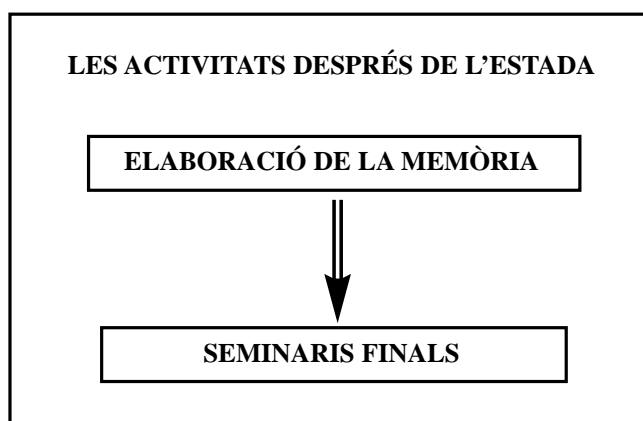 LES ACTIVITATS DESPRÉS DE L'ESTADA
ELABORACIÓ DE LA MEMÒRIA
SEMINARIS FINALS